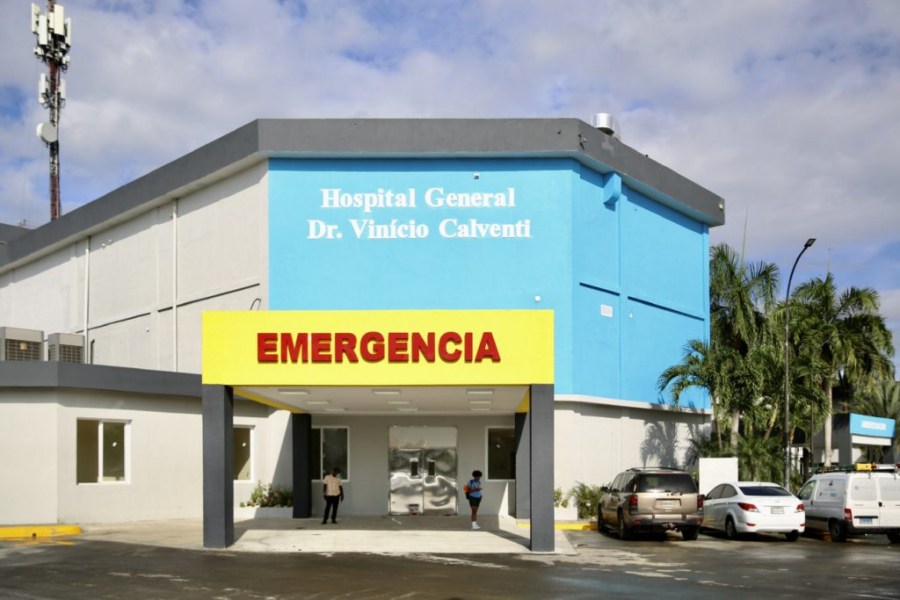 Hospital General
Dr. Vinício Calventi
EMERGENCIA